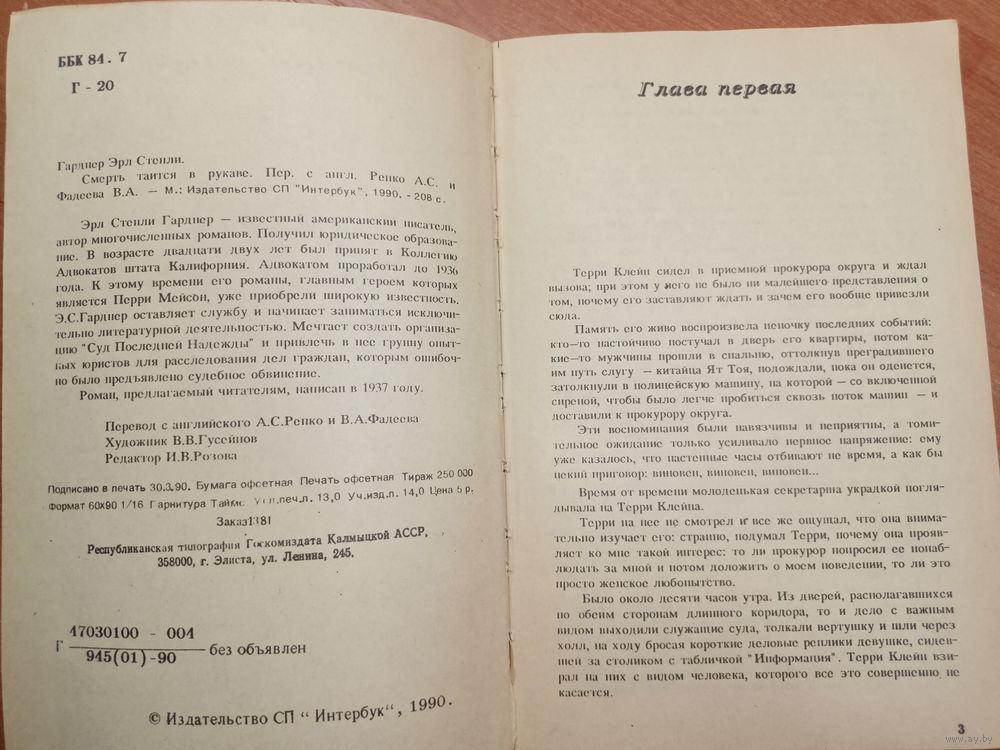 ББК 84. 7
Г - 20
Гарднер Эрл Стенли.
Смерть таится в рукаве. Пер. с англ. Ренко А.С. и
Фадеева В.А. — М.: Издательство СП "Интербук", 1990. - 208 с.
Эрл Стенли Гарднер — известный американский писатель,
автор многочисленных романов. Получил юридическое образова-
ние. В возрасте двадцати двух лет был принят в Коллегию
Адвокатов штата Калифорния. Адвокатом проработал до 1936
года. К этому времени его романы, главным героем которых
является Перри Мейсон, уже приобрели широкую известность.
Э.С.Гарднер оставляет службу и начинает заниматься исключи-
тельно литературной деятельностью. Мечтает создать организа-
цию "Суд Последней Надежды" и привлечь в нее группу опыт-
ных юристов для расследования дел граждан, которым ошибоч-
но было предъявлено судебное обвинение.
Роман, предлагаемый читателям, написан в 1937 году.
Перевод с английского А.С.Ренко и В.А.Фадеева
Художник В.В.Гусейнов
Редактор И.В.Розова
Подписано в печать 30.3.90. Бумага офсетная Печать офсетная Тираж 250 000
Формат 60х90 1/16 Гарнитура Таймс Усл.печ.л. 13,0 Уч.изд.л. 14,0 Цена 5 р.
Заказ1381
Республиканская типография Госкомиздата Калмыцкой АССР,
358000, г. Элиста, ул. Ленина, 245.
Г 47030100 - 004
945(01)-90 без объявлен
© Издательство СП " Интербук", 1990.
Глава первая
Терри Клейн сидел в приемной прокурора округа и ждал
вызова; при этом у него не было ни малейшего представления о
том, почему его заставляют ждать и зачем его вообще привезли
сюда.
Память его живо воспроизвела цепочку последних событий:
кто-то настойчиво постучал в дверь его квартиры, потом ка-
кие-то мужчины прошли в спальню, оттолкнув преградившего
им путь слугу — китайца Ят Тоя, подождали, пока он оденется,
затолкнули в полицейскую машину, на которой — со включенной
сиреной, чтобы было легче пробиться сквозь поток машин — и
доставили к прокурору округа.
Эти воспоминания были навязчивы и неприятны, а томи-
тельное ожидание только усиливало нервное напряжение: ему
уже казалось, что настенные часы отбивают не время, а как бы
некий приговор: виновен, виновен, виновен...
Время от времени молоденькая секретарша украдкой погля-
дывала на Терри Клейна.
Терри на нее не смотрел и все же ощущал, что она внима-
тельно изучает его: странно, подумал Терри, почему она прояв-
ляет ко мне такой интерес: то ли прокурор попросил ее понаб-
людать за мной и потом доложить о моем поведении, то ли это
просто женское любопытство.
Было около десяти часов утра. Из дверей, располагавшихся
по обеим сторонам длинного коридора, то и дело с важным
видом выходили служащие суда, толкали вертушку и шли через
холл, на ходу бросая короткие деловые реплики девушке, сидев-
шей за столиком с табличкой "Информация". Терри Клейн взи-
рал на них с видом человека, которого все это совершенно не
касается.
3
www.ay.by